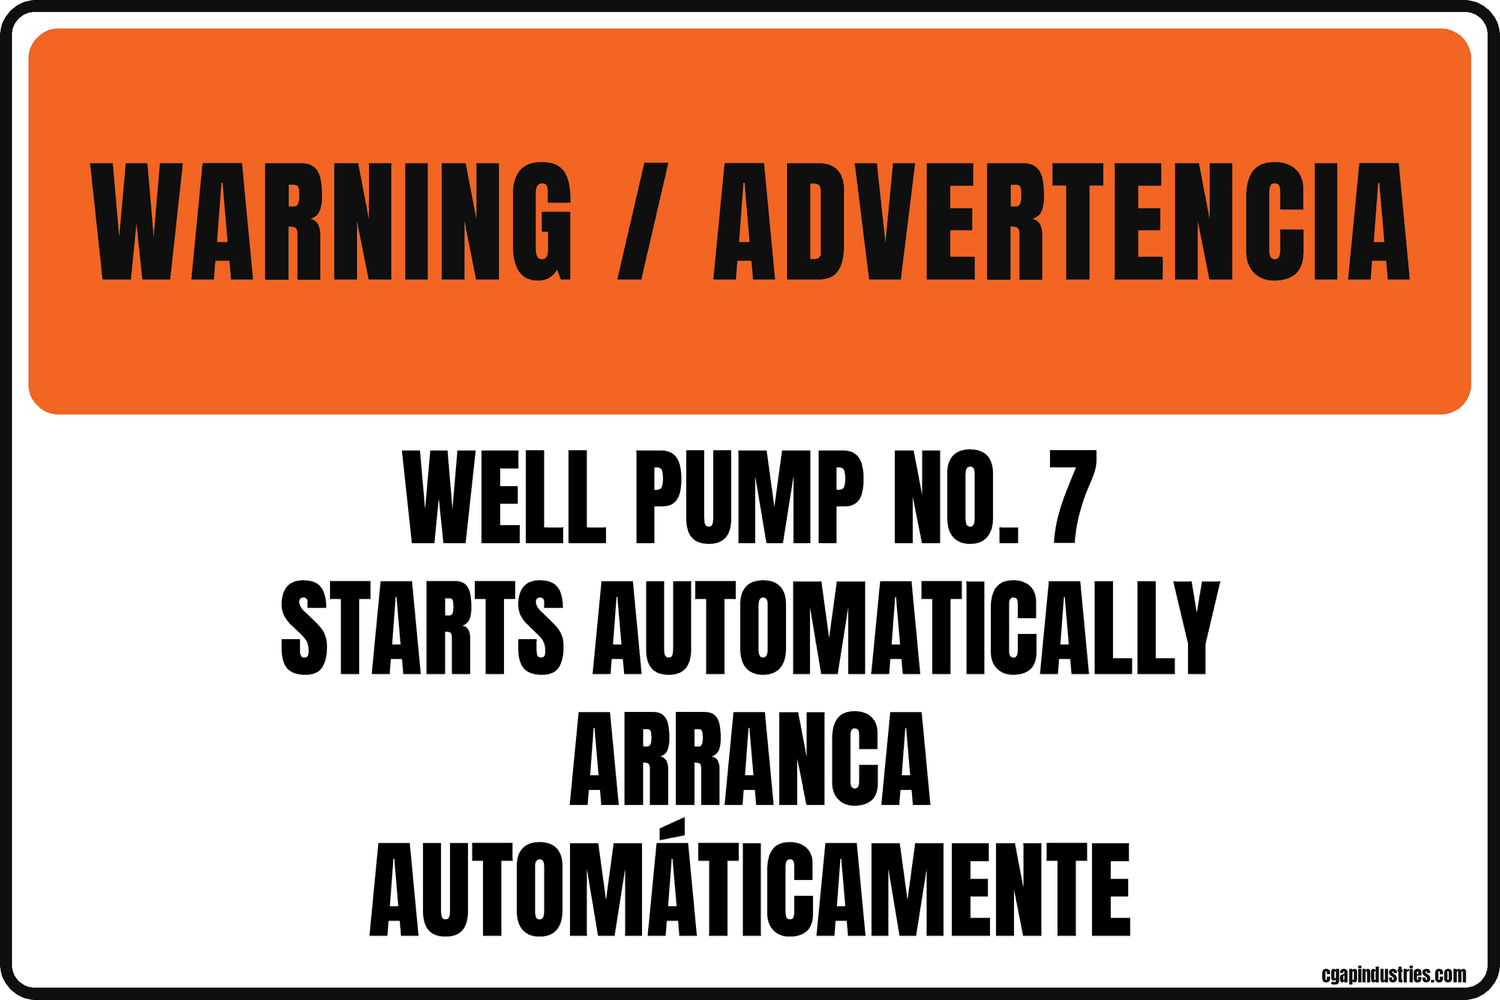 WARNING / ADVERTENCIA
WELL PUMP NO. 7
STARTS AUTOMATICALLY
ARRANCA
AUTOMÁTICAMENTE
cgapindustries.com